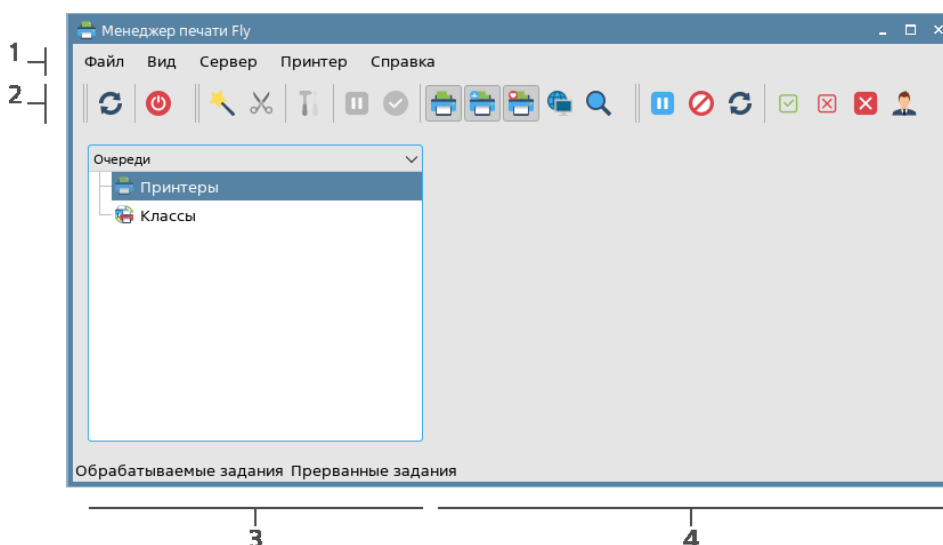 Менеджер печати Fly
1
Файл Вид Сервер Принтер Справка
2
Очереди
Принтеры
Классы
Обрабатываемые задания Прерванные задания
3 4